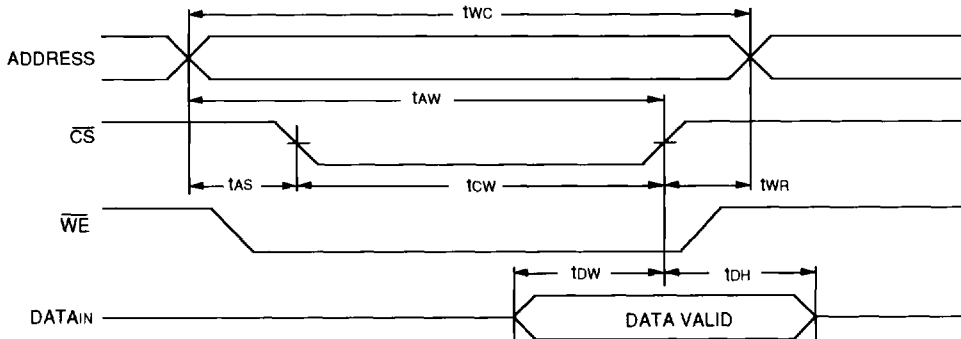 tWC
ADDRESS
tAW
CS
tAS
tCW
tWR
WE
tDW
tDH
DATAIN
DATA VALID